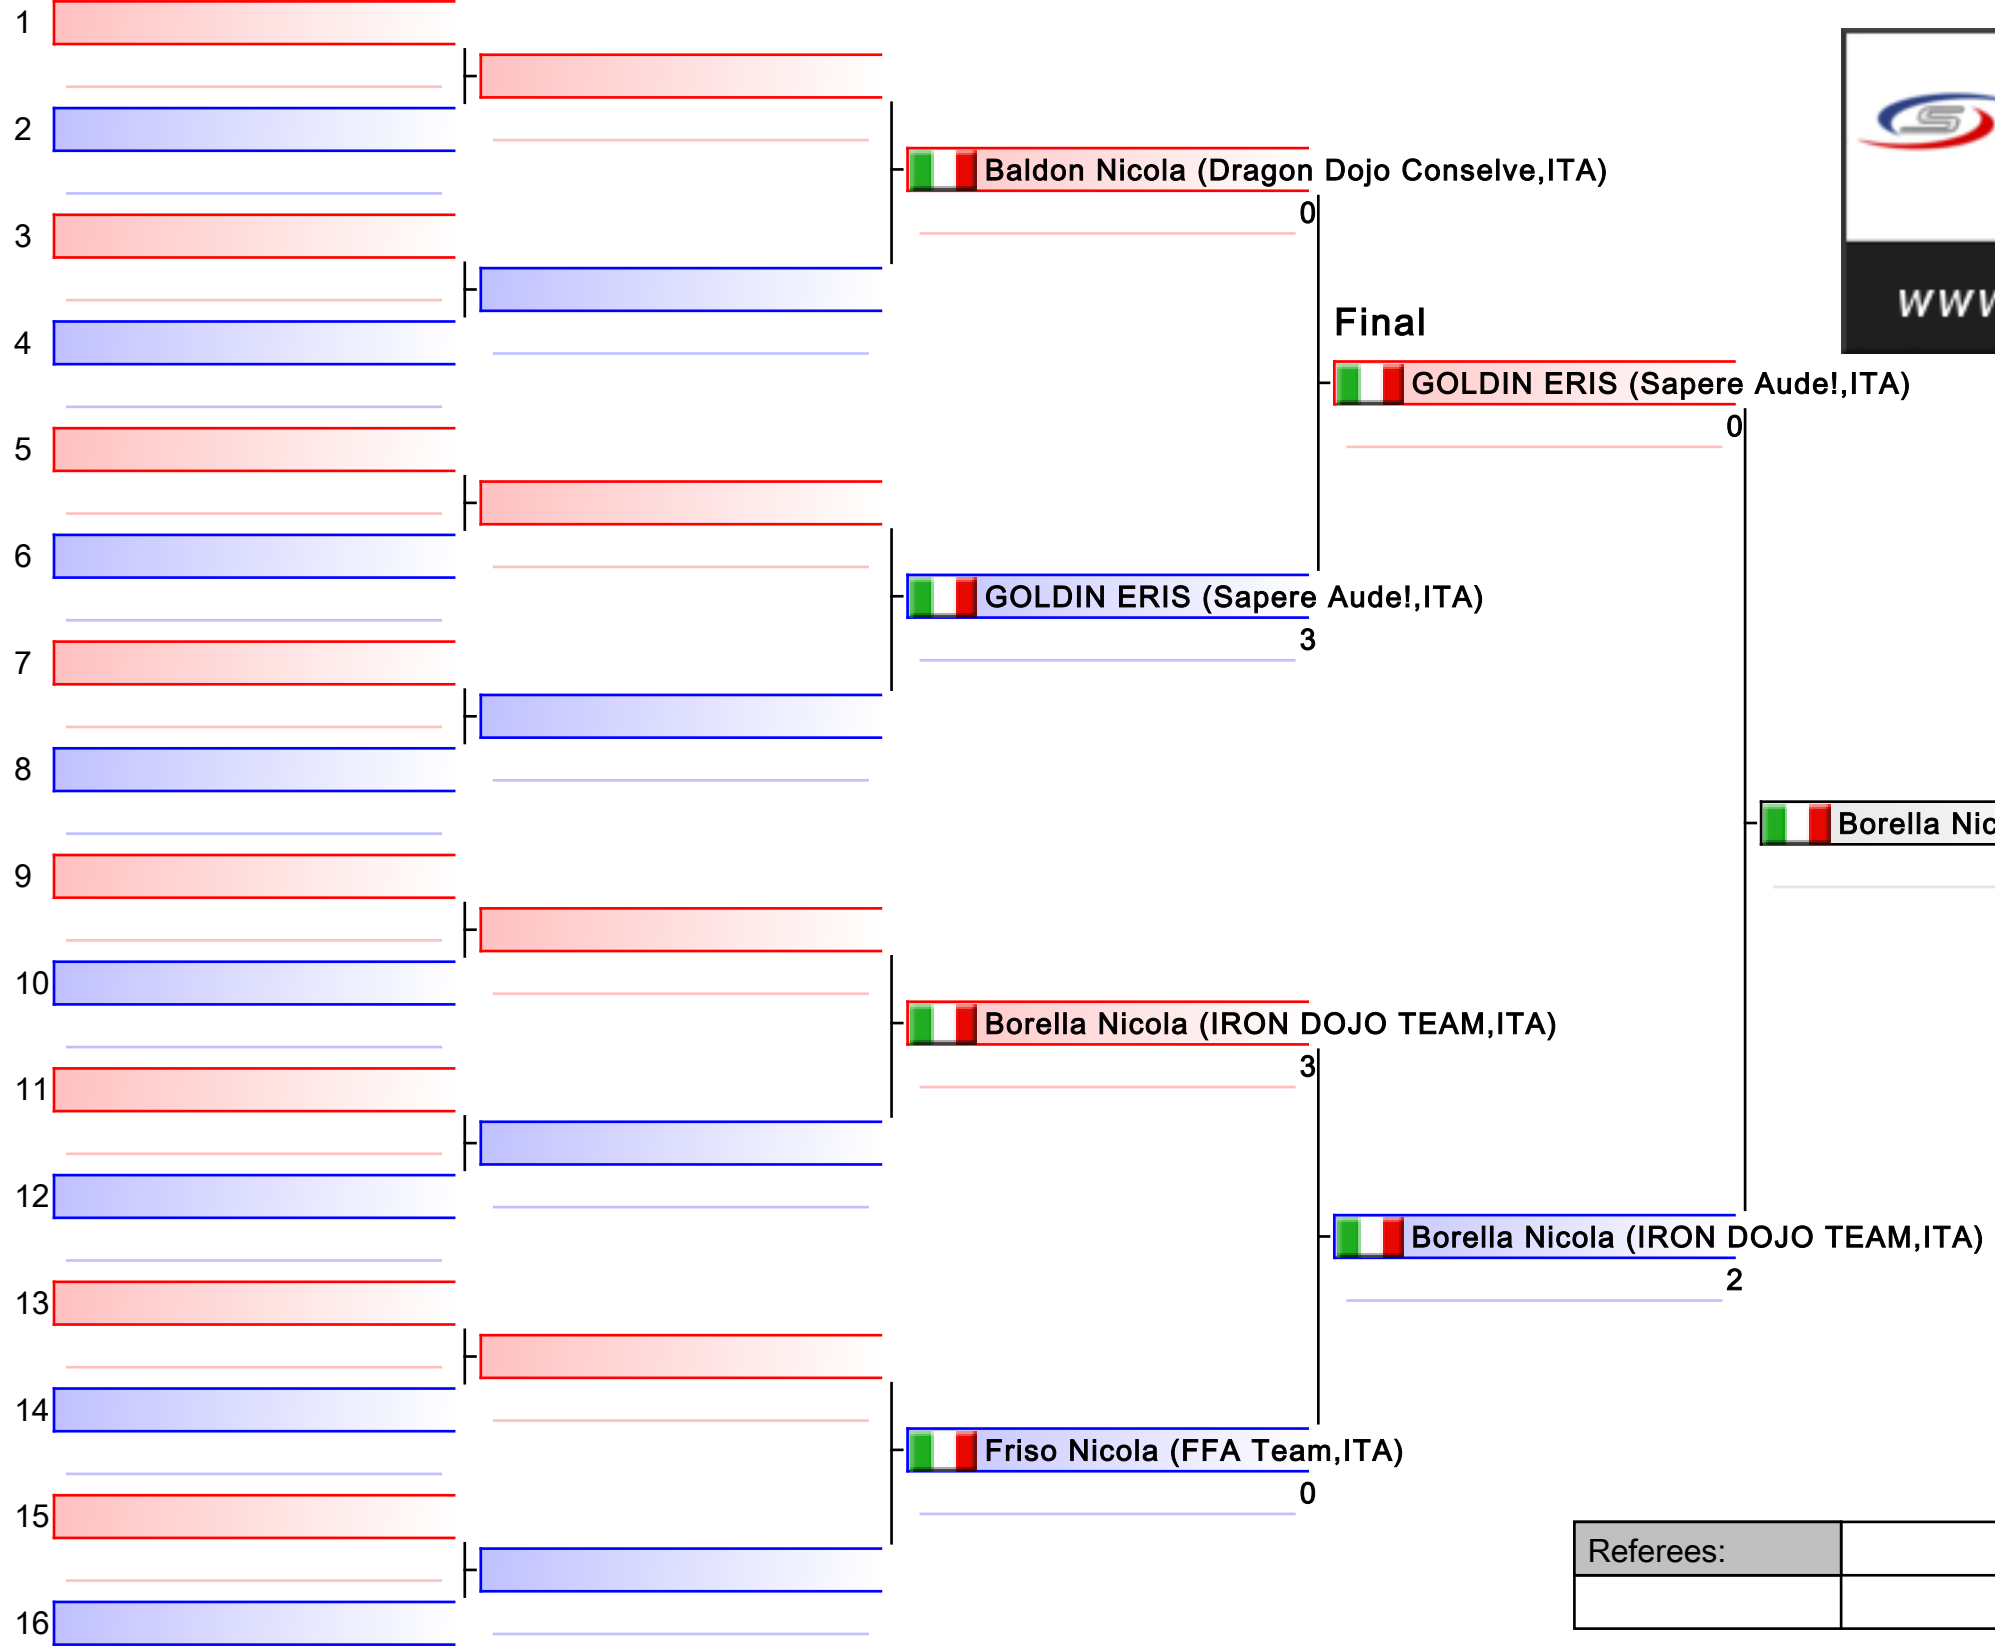 1
2
Baldon Nicola (Dragon Dojo Conselve,ITA)
0
3
Final
4
GOLDIN ERIS (Sapere Aude!,ITA)
0
5
6
GOLDIN ERIS (Sapere Aude!,ITA)
3
7
8
Borella Nic
9
10
Borella Nicola (IRON DOJO TEAM,ITA)
3
11
12
Borella Nicola (IRON DOJO TEAM,ITA)
2
13
14
Friso Nicola (FFA Team,ITA)
0
15
Referees:
16
S
www